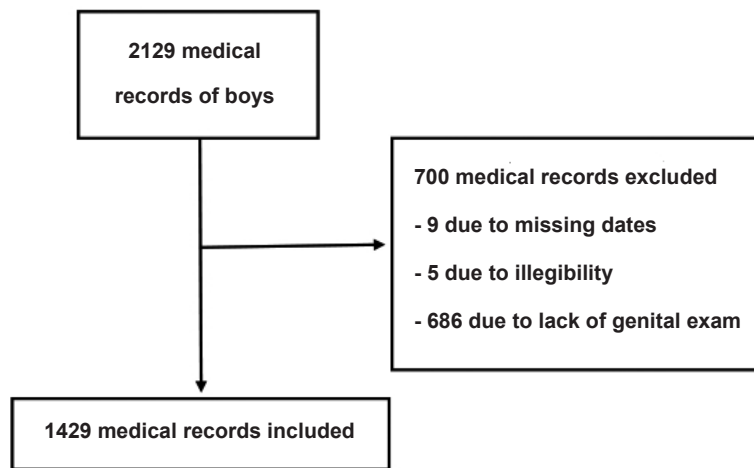 2129 medical
records of boys
700 medical records excluded
- 9 due to missing dates
- 5 due to illegibility
- 686 due to lack of genital exam
1429 medical records included